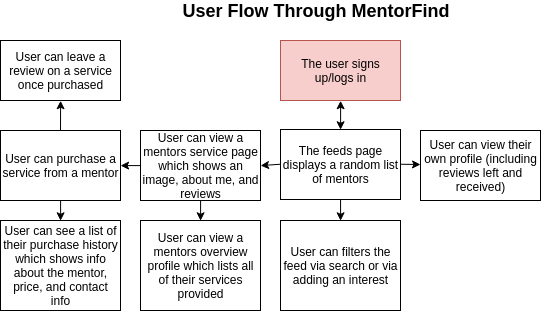 User Flow Through MentorFind
User can leave a
review on a service
once purchased
The user signs
up/logs in
User can purchase a
service from a mentor
User can view a
mentors service page
which shows an
image, about me, and
reviews
The feeds page
displays a random list
of mentors
User can view their
own profile (including
reviews left and
received)
User can see a list of
their purchase history
which shows info
about the mentor,
price, and contact
info
User can view a
mentors overview
profile which lists all
of their services
provided
User can filters the
feed via search or via
adding an interest